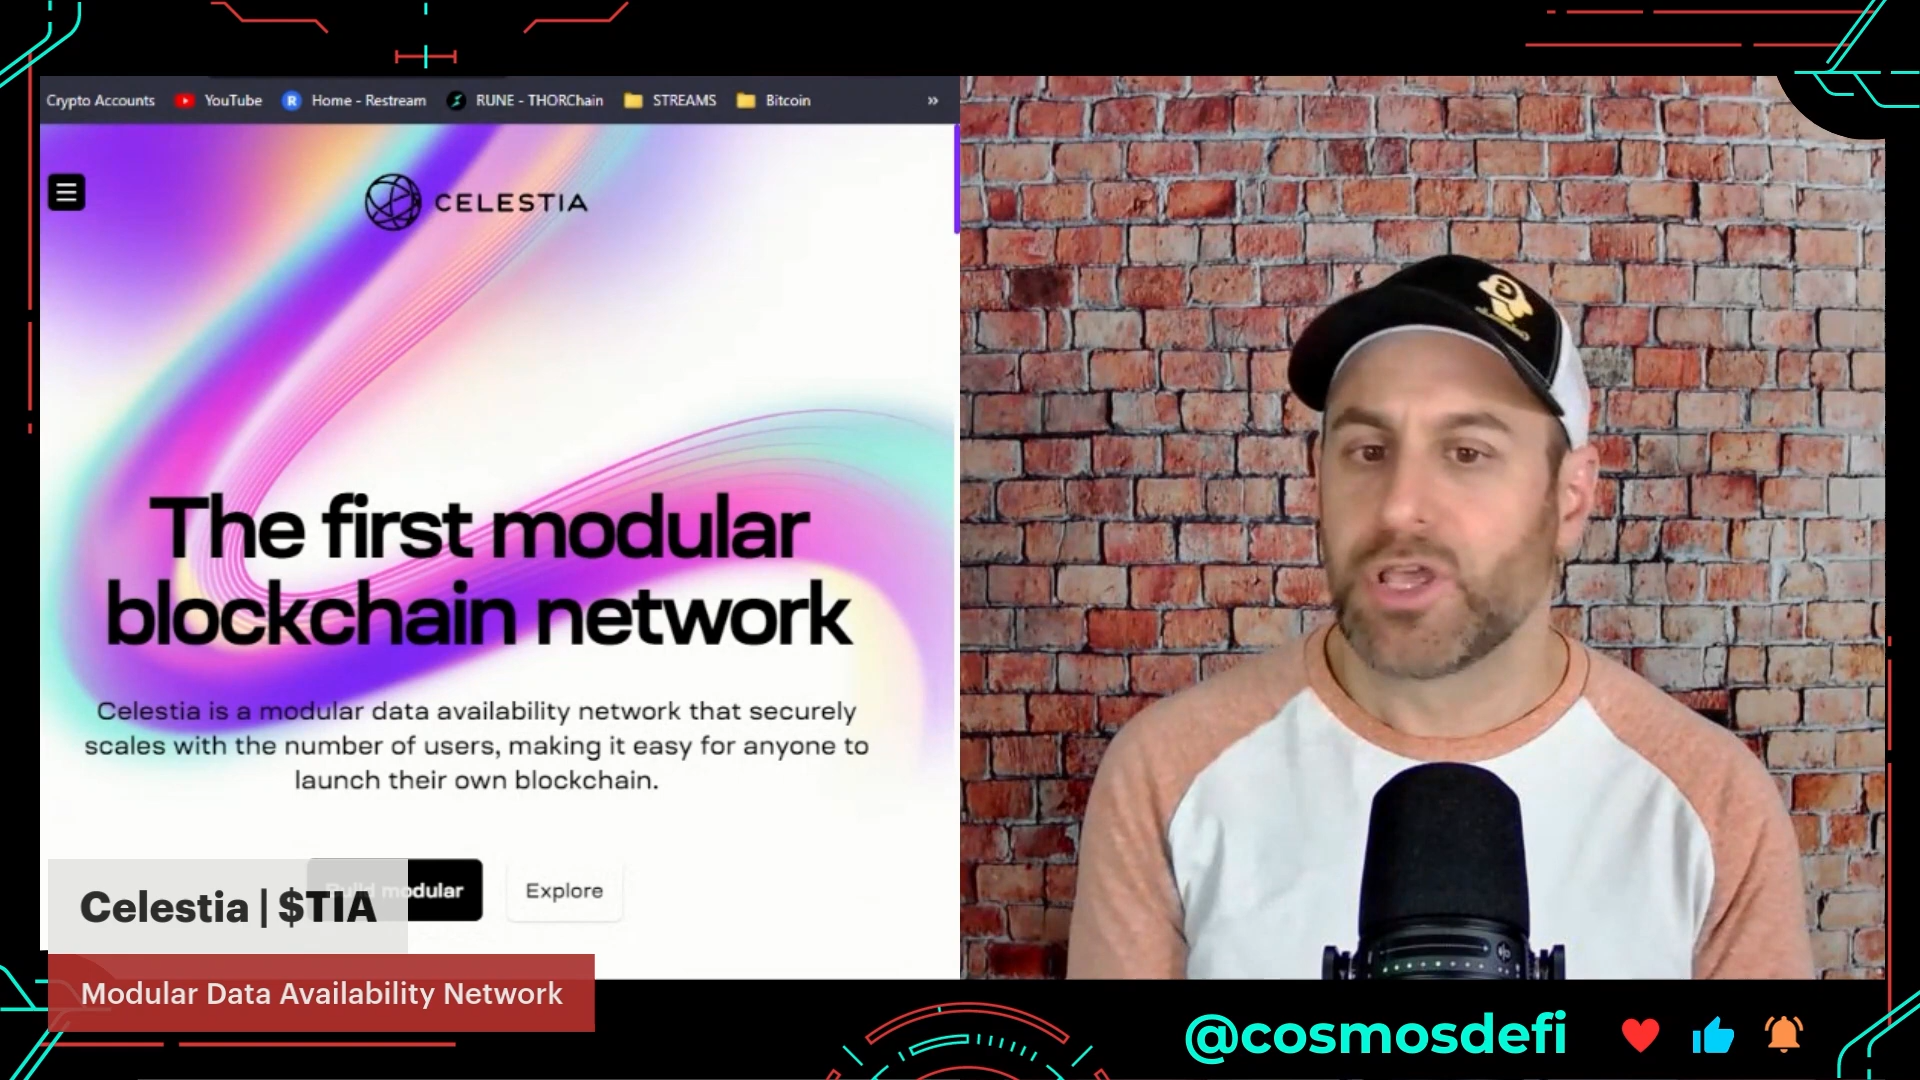 Crypto Accounts YouTube Home - Restream RUNE - THORChain STREAMS Bitcoin »
CELESTIA
The first modular
blockchain network
Celestia is a modular data availability network that securely
scales with the number of users, making it easy for anyone to
launch their own blockchain.
Build modular Explore
Celestia | $TIA
Modular Data Availability Network
@cosmosdefi